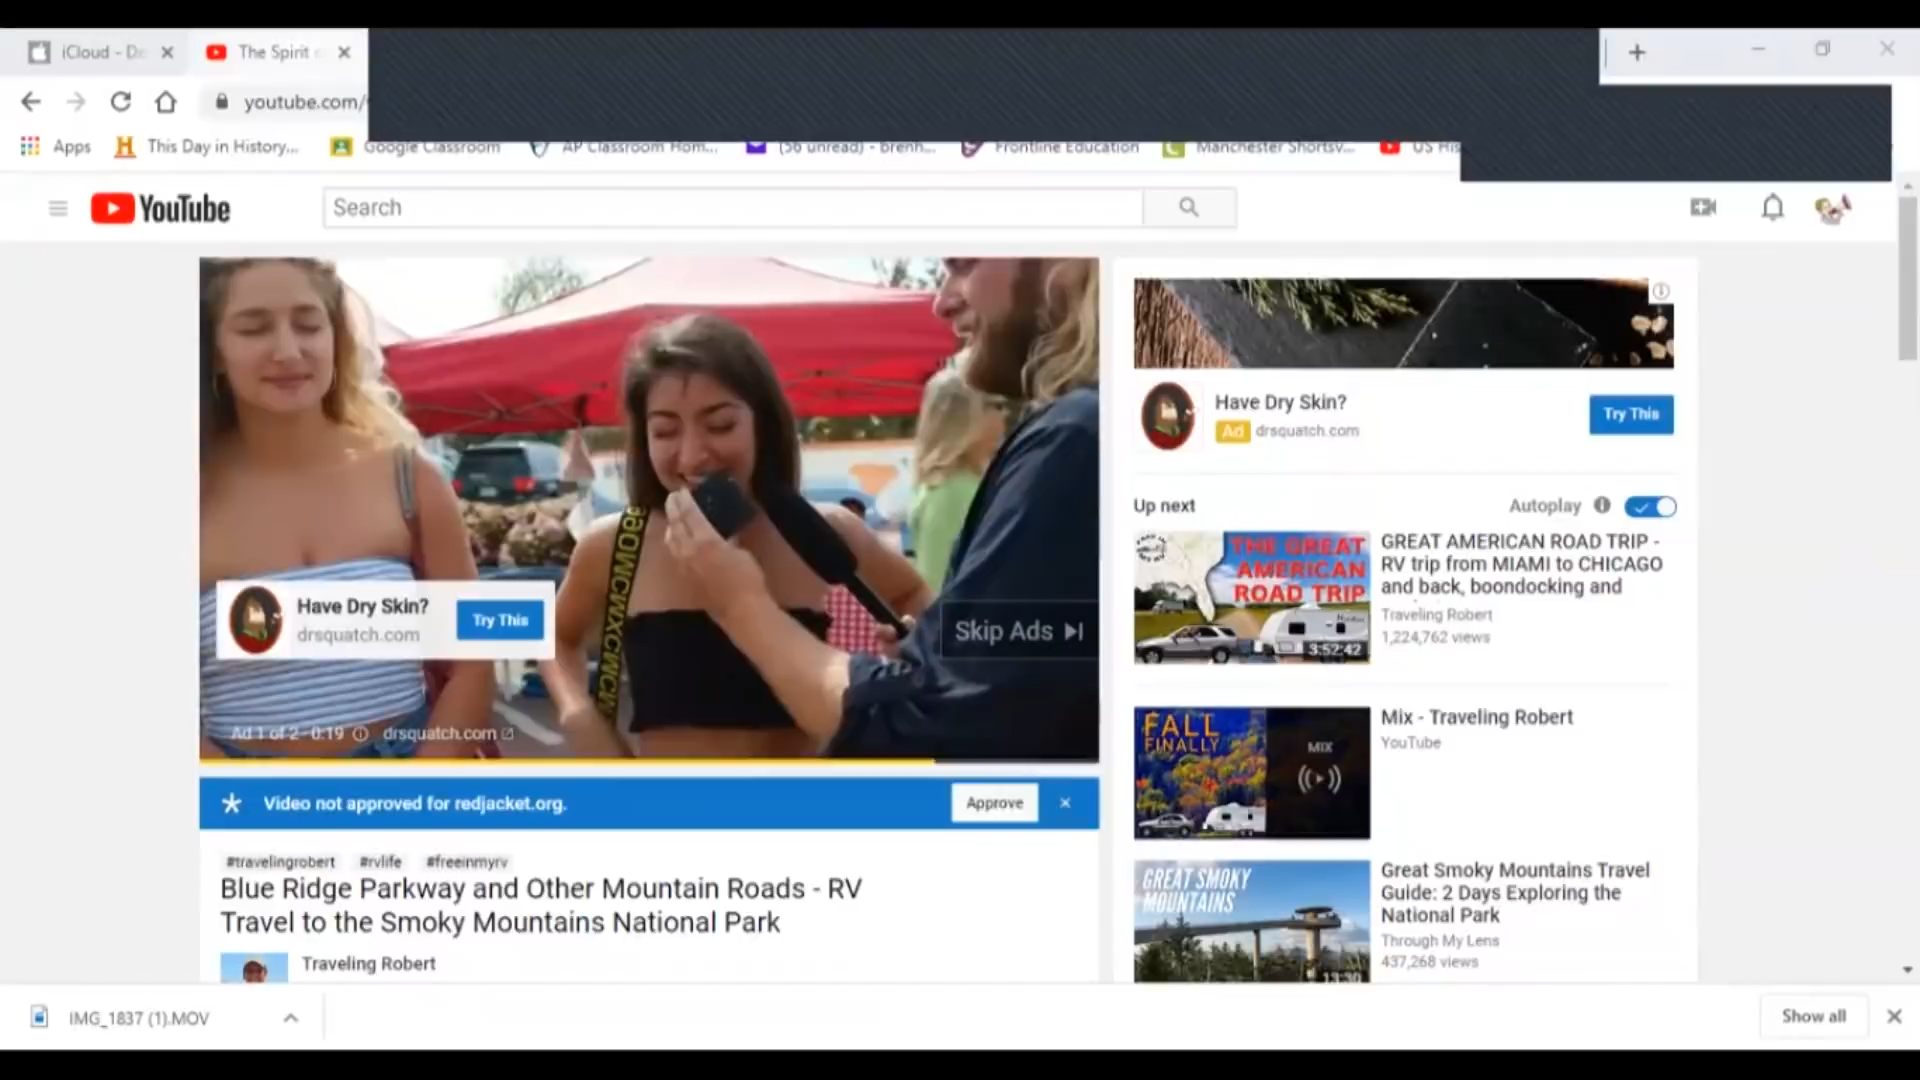 iCloud - De
The Spirit
youtube.com/
Apps
This Day in History...
Google Classroom
AP Classroom Hom...
(56 unread) - brenh...
Frontline Education
Manchester Shortsv...
US His
YouTube
Search
Have Dry Skin?
drsquatch.com
Try This
Skip Ads
Ad 1 of 2 · 0:19
drsquatch.com
Video not approved for redjacket.org.
Approve
#travelingrobert #rvlife #freeinmyrv
Blue Ridge Parkway and Other Mountain Roads - RV
Travel to the Smoky Mountains National Park
Traveling Robert
Have Dry Skin?
Ad drsquatch.com
Try This
Up next
Autoplay
THE GREAT
AMERICAN
ROAD TRIP
3:52:42
GREAT AMERICAN ROAD TRIP -
RV trip from MIAMI to CHICAGO
and back, boondocking and
Traveling Robert
1,224,762 views
FALL
FINALLY
MIX
Mix - Traveling Robert
YouTube
GREAT SMOKY
MOUNTAINS
13:30
Great Smoky Mountains Travel
Guide: 2 Days Exploring the
National Park
Through My Lens
437,268 views
IMG_1837 (1).MOV
Show all